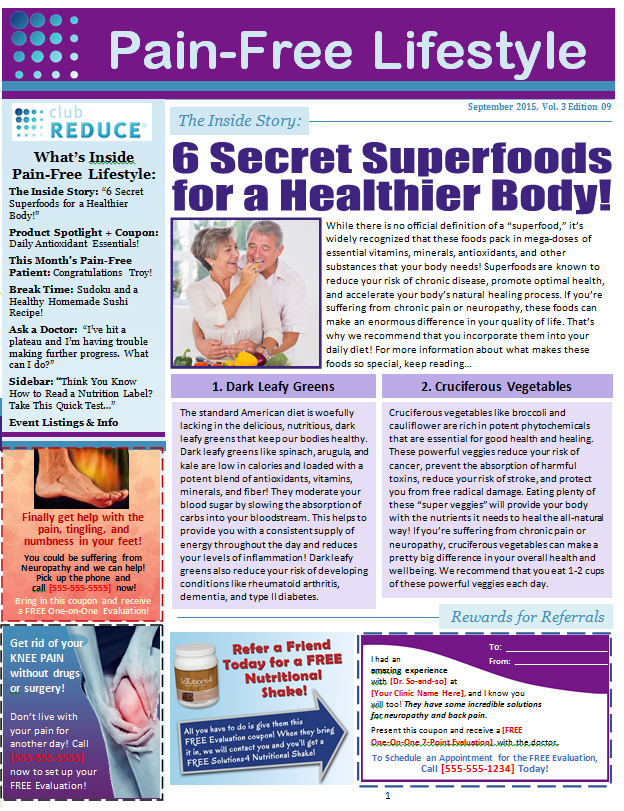 Pain-Free Lifestyle
September 2015, Vol. 3 Edition 09
club
REDUCE
What's Inside
Pain-Free Lifestyle:
The Inside Story: "6 Secret
Superfoods for a Healthier
Body!"
Product Spotlight + Coupon:
Daily Antioxidant Essentials!
This Month's Pain-Free
Patient: Congratulations Troy!
Break Time: Sudoku and a
Healthy Homemade Sushi
Recipe!
Ask a Doctor: "I've hit a
plateau and I'm having trouble
making further progress. What
can I do?"
Sidebar: "Think You Know
How to Read a Nutrition Label?
Take This Quick Test..."
Event Listings & Info
Finally get help with the
pain, tingling, and
numbness in your feet!
You could be suffering from
Neuropathy and we can help!
Pick up the phone and
call [555-555-5555] now!
Bring in this coupon and receive
a FREE One-on-One Evaluation!
Get rid of your
KNEE PAIN
without drugs
or surgery!
Don't live with
your pain for
another day! Call
[555-555-5555]
now to set up your
FREE Evaluation!
The Inside Story:
6 Secret Superfoods
for a Healthier Body!
While there is no official definition of a "superfood," it's
widely recognized that these foods pack in mega-doses of
essential vitamins, minerals, antioxidants, and other
substances that your body needs! Superfoods are known to
reduce your risk of chronic disease, promote optimal health,
and accelerate your body's natural healing process. If you're
suffering from chronic pain or neuropathy, these foods can
make an enormous difference in your quality of life. That's
why we recommend that you incorporate them into your
daily diet! For more information about what makes these
foods so special, keep reading...
1. Dark Leafy Greens
The standard American diet is woefully
lacking in the delicious, nutritious, dark
leafy greens that keep our bodies healthy.
Dark leafy greens like spinach, arugula, and
kale are low in calories and loaded with a
potent blend of antioxidants, vitamins,
minerals, and fiber! They moderate your
blood sugar by slowing the absorption of
carbs into your bloodstream. This helps to
provide you with a consistent supply of
energy throughout the day and reduces
your levels of inflammation! Dark leafy
greens also reduce your risk of developing
conditions like rheumatoid arthritis,
dementia, and type II diabetes.
2. Cruciferous Vegetables
Cruciferous vegetables like broccoli and
cauliflower are rich in potent phytochemicals
that are essential for good health and healing.
These powerful veggies reduce your risk of
cancer, prevent the absorption of harmful
toxins, reduce your risk of stroke, and protect
you from free radical damage. Eating plenty of
these "super veggies" will provide your body
with the nutrients it needs to heal the all-natural
way! If you're suffering from chronic pain or
neuropathy, cruciferous vegetables can make a
pretty big difference in your overall health and
wellbeing. We recommend that you eat 1-2 cups
of these powerful veggies each day.
Rewards for Referrals
Refer a Friend
Today for a FREE
Nutritional
Shake!
Solutions4
All you have to do is give them this
FREE Evaluation coupon! When they bring
it in, we will contact you and you'll get a
FREE Solutions4 Nutritional Shake!
To:
From:
I had an
amazing experience
with [Dr. So-and-so] at
[Your Clinic Name Here], and I know you
will too! They have some incredible solutions
for neuropathy and back pain.
Present this coupon and receive a [FREE
One-On-One 7-Point Evaluation] with the doctor.
To Schedule an Appointment for the FREE Evaluation,
Call [555-555-1234] Today!
1